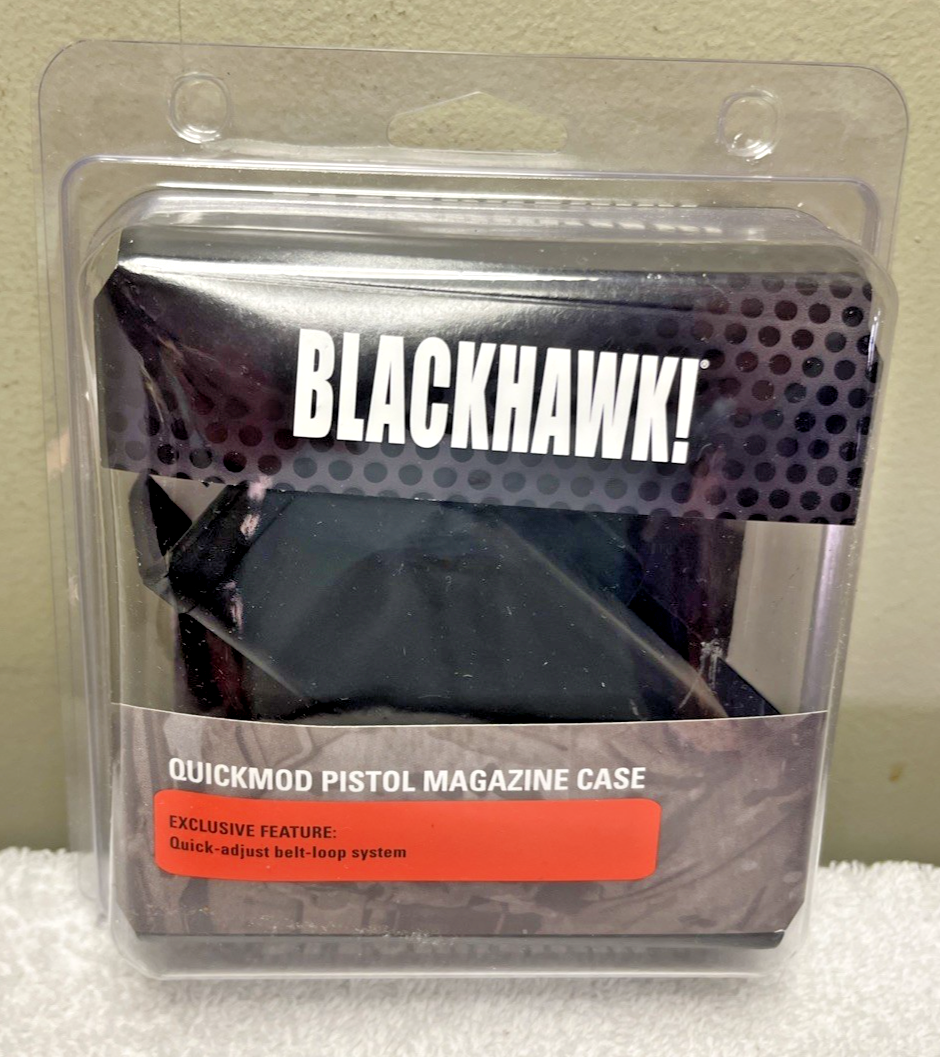 BLACKHAWK!®
QUICKMOD PISTOL MAGAZINE CASE
EXCLUSIVE FEATURE:
Quick-adjust belt-loop system